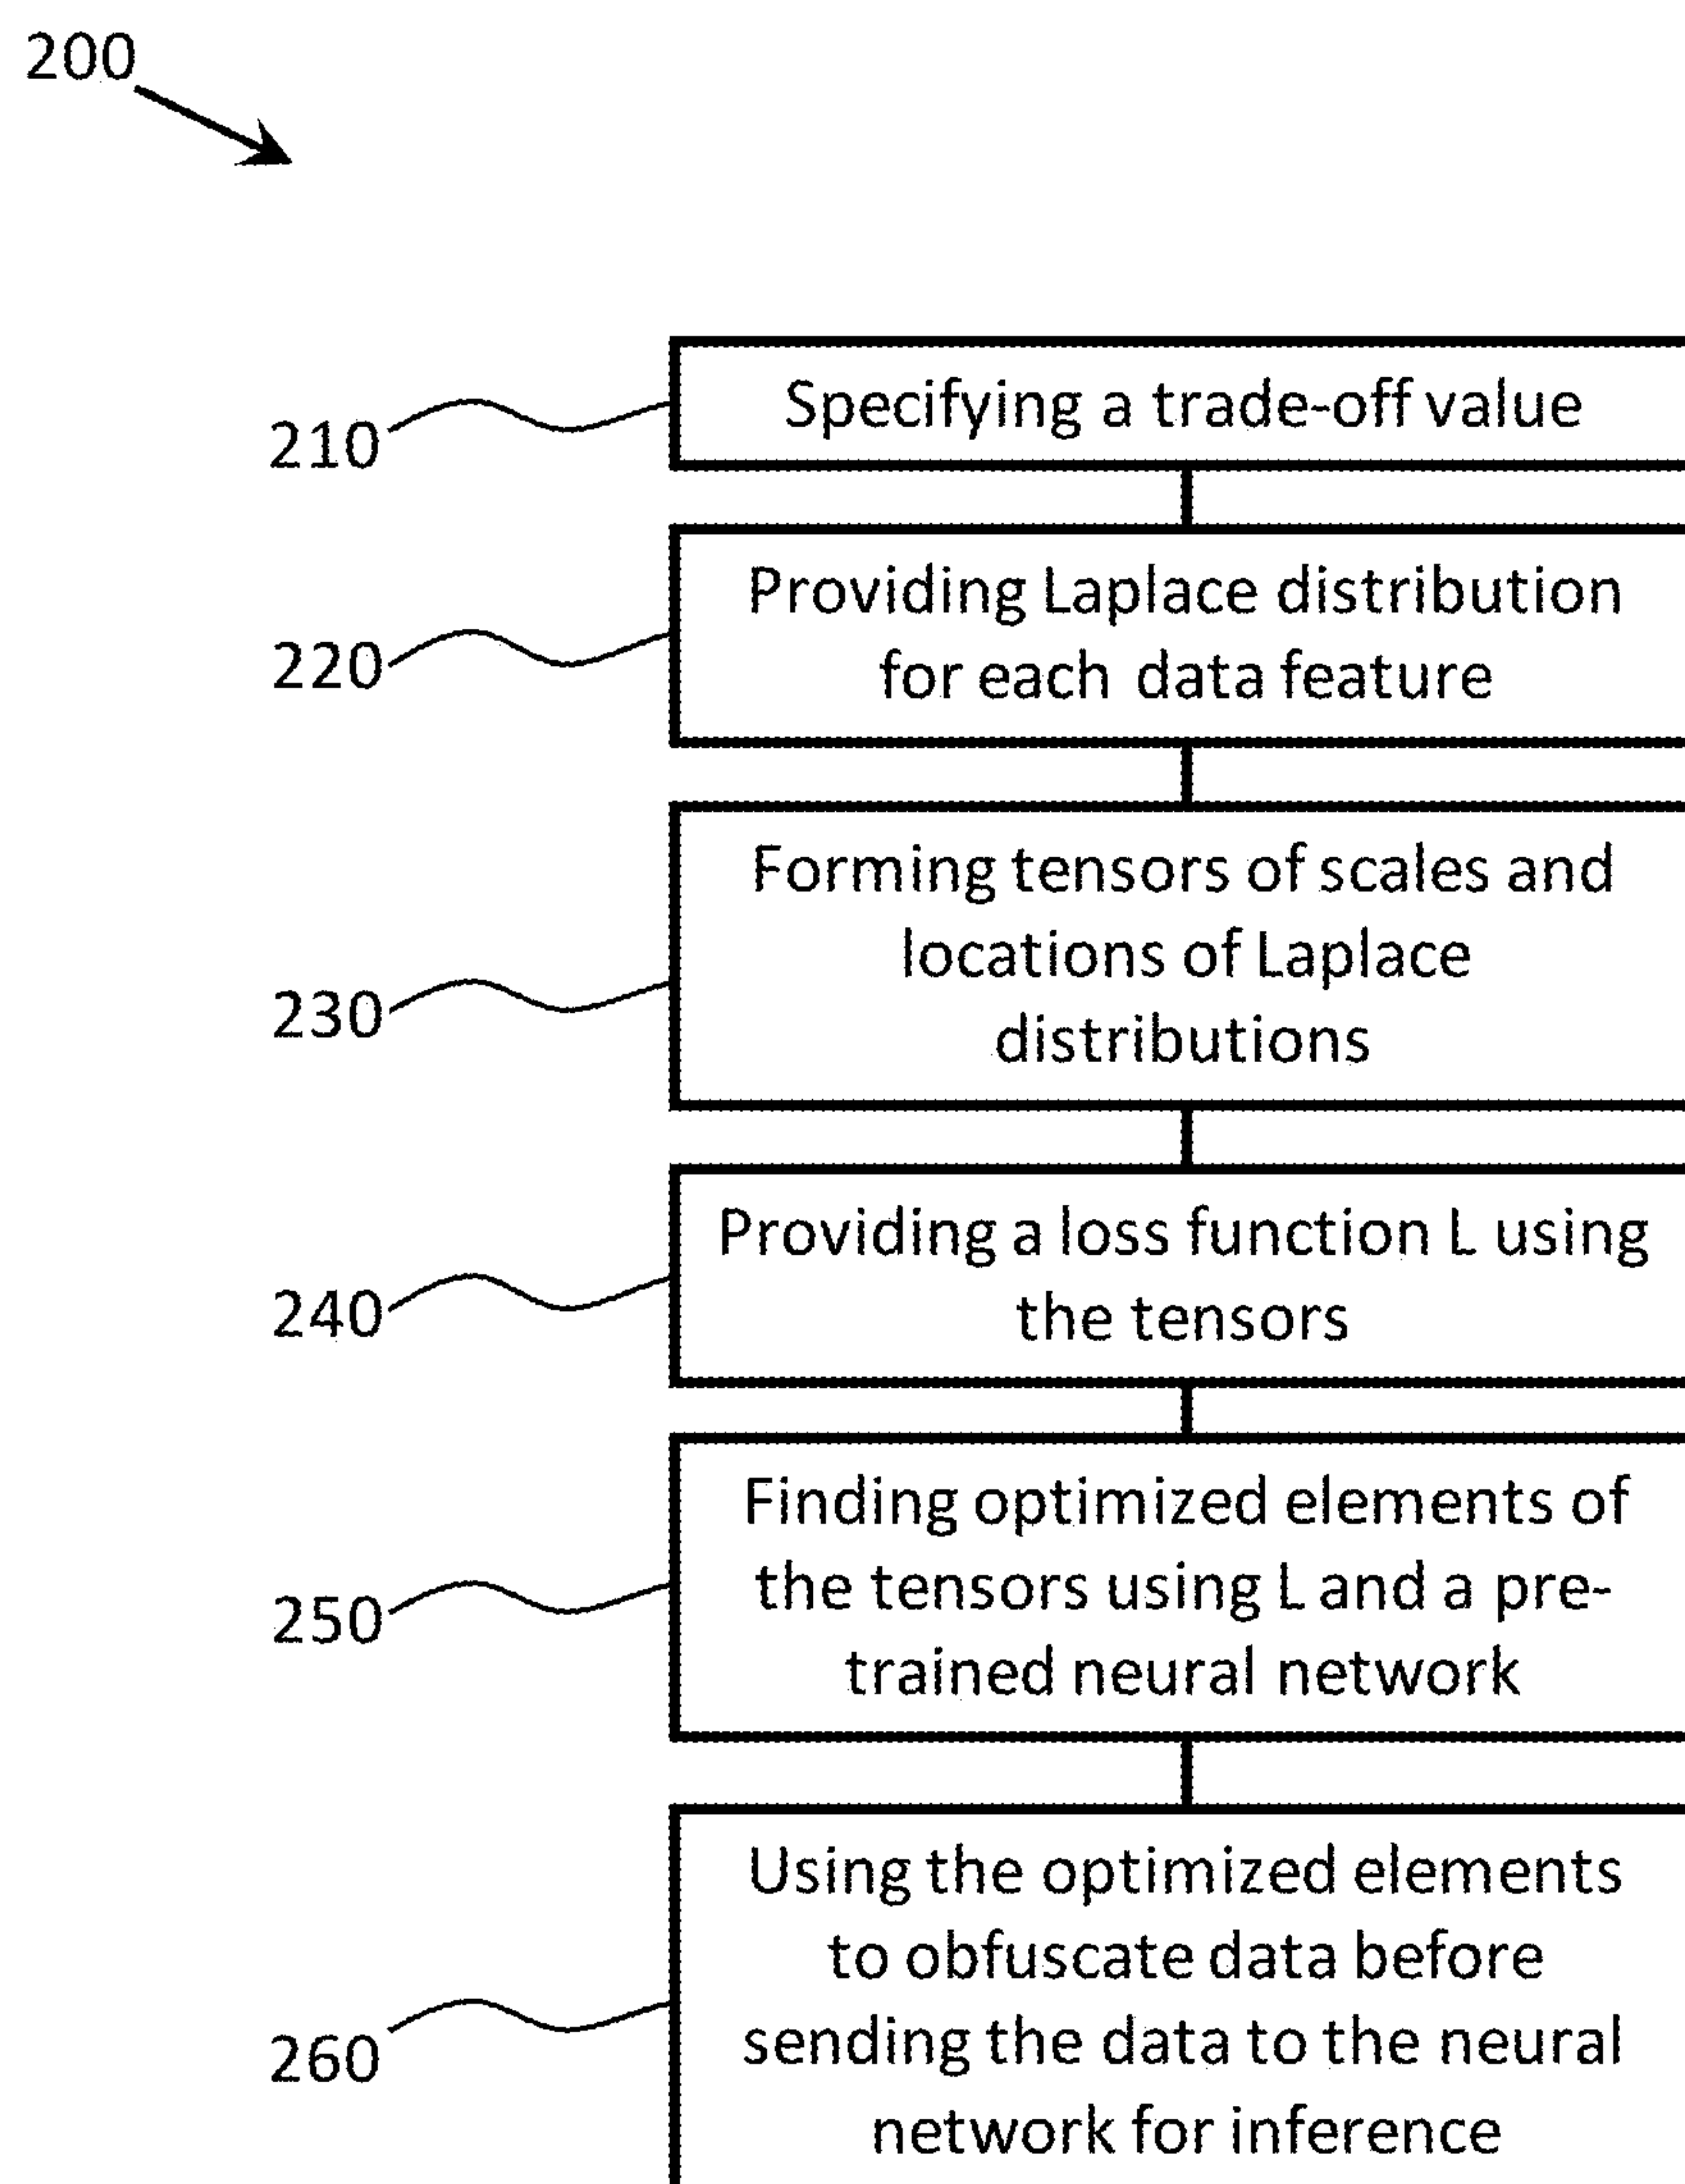 200
210
Specifying a trade-off value
220
Providing Laplace distribution
for each data feature
230
Forming tensors of scales and
locations of Laplace
distributions
240
Providing a loss function L using
the tensors
250
Finding optimized elements of
the tensors using L and a pre-
trained neural network
260
Using the optimized elements
to obfuscate data before
sending the data to the neural
network for inference